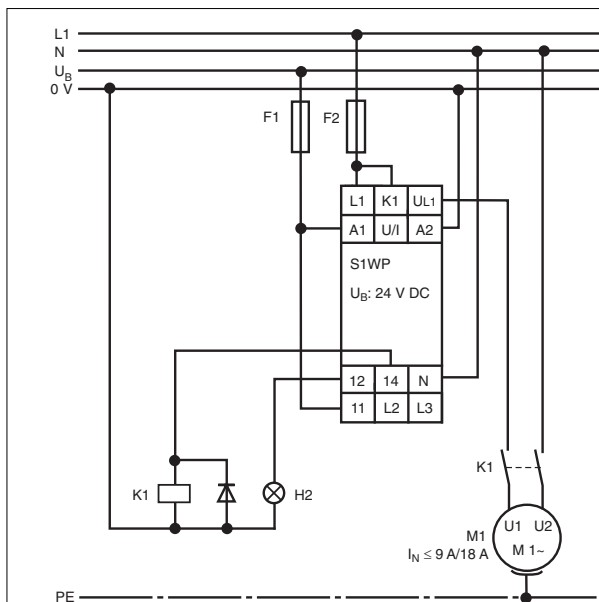 L1
N
UB
0 V
F1
F2
L1 K1 UL1
A1 U/I A2
S1WP
UB: 24 V DC
12 14 N
11 L2 L3
K1
H2
K1
U1 U2
M1
M 1~
IN ≤ 9 A/18 A
PE